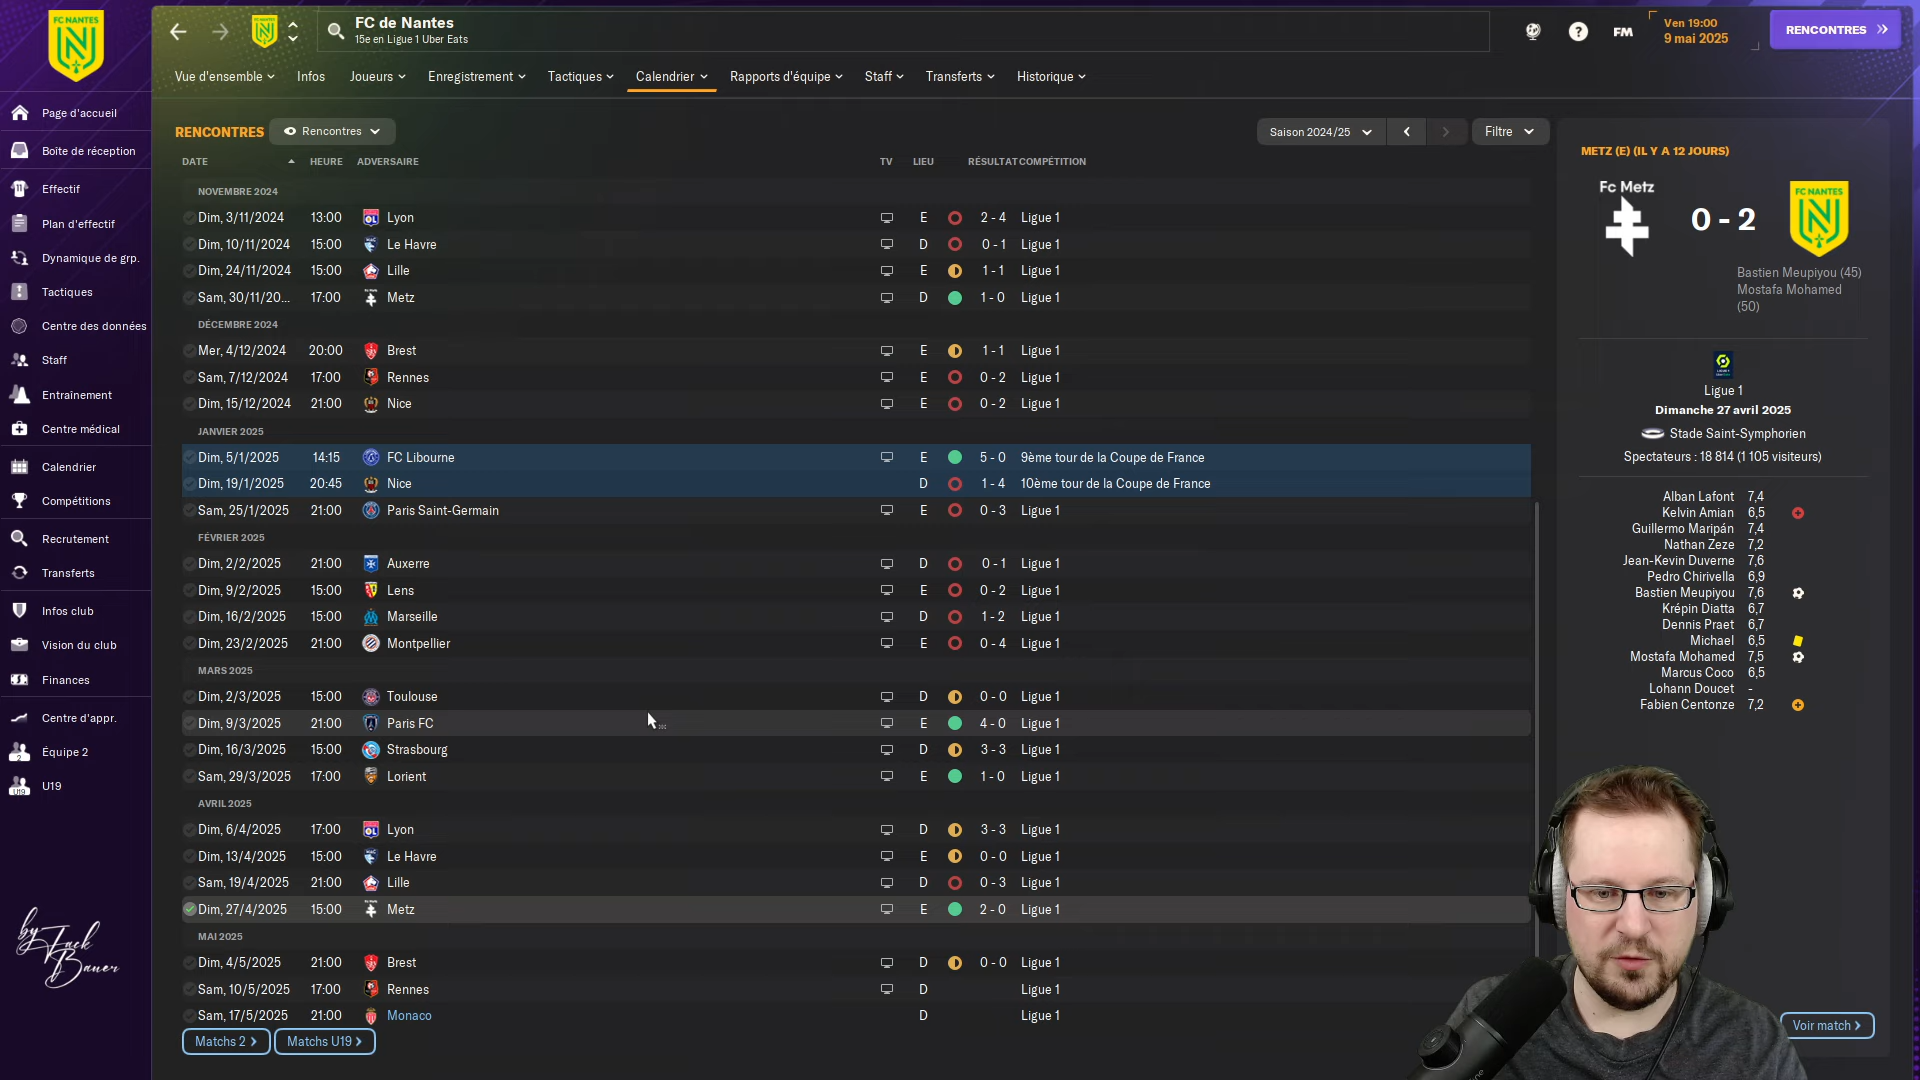 FC NANTES
FC de Nantes
15e en Ligue 1 Uber Eats
FM
Ven 19:00
9 mai 2025
RENCONTRES
Vue d'ensemble
Infos
Joueurs
Enregistrement
Tactiques
Calendrier
Rapports d'équipe
Staff
Transferts
Historique
Page d'accueil
Boîte de réception
Effectif
Plan d'effectif
Dynamique de grp.
Tactiques
Centre des données
Staff
Entraînement
Centre médical
Calendrier
Compétitions
Recrutement
Transferts
Infos club
Vision du club
Finances
Centre d'appr.
Équipe 2
U19
by Jack Bauer
RENCONTRES
Rencontres
Saison 2024/25
Filtre
DATE HEURE ADVERSAIRE TV LIEU RÉSULTAT COMPÉTITION
NOVEMBRE 2024
Dim, 3/11/2024 13:00 Lyon E 2 - 4 Ligue 1
Dim, 10/11/2024 15:00 Le Havre D 0 - 1 Ligue 1
Dim, 24/11/2024 15:00 Lille E 1 - 1 Ligue 1
Sam, 30/11/20... 17:00 Metz D 1 - 0 Ligue 1
DÉCEMBRE 2024
Mer, 4/12/2024 20:00 Brest E 1 - 1 Ligue 1
Sam, 7/12/2024 17:00 Rennes E 0 - 2 Ligue 1
Dim, 15/12/2024 21:00 Nice E 0 - 2 Ligue 1
JANVIER 2025
Dim, 5/1/2025 14:15 FC Libourne E 5 - 0 9ème tour de la Coupe de France
Dim, 19/1/2025 20:45 Nice D 1 - 4 10ème tour de la Coupe de France
Sam, 25/1/2025 21:00 Paris Saint-Germain E 0 - 3 Ligue 1
FÉVRIER 2025
Dim, 2/2/2025 21:00 Auxerre D 0 - 1 Ligue 1
Dim, 9/2/2025 15:00 Lens E 0 - 2 Ligue 1
Dim, 16/2/2025 15:00 Marseille D 1 - 2 Ligue 1
Dim, 23/2/2025 21:00 Montpellier E 0 - 4 Ligue 1
MARS 2025
Dim, 2/3/2025 15:00 Toulouse D 0 - 0 Ligue 1
Dim, 9/3/2025 21:00 Paris FC E 4 - 0 Ligue 1
Dim, 16/3/2025 15:00 Strasbourg D 3 - 3 Ligue 1
Sam, 29/3/2025 17:00 Lorient E 1 - 0 Ligue 1
AVRIL 2025
Dim, 6/4/2025 17:00 Lyon D 3 - 3 Ligue 1
Dim, 13/4/2025 15:00 Le Havre E 0 - 0 Ligue 1
Sam, 19/4/2025 21:00 Lille D 0 - 3 Ligue 1
Dim, 27/4/2025 15:00 Metz E 2 - 0 Ligue 1
MAI 2025
Dim, 4/5/2025 21:00 Brest D 0 - 0 Ligue 1
Sam, 10/5/2025 17:00 Rennes D Ligue 1
Sam, 17/5/2025 21:00 Monaco D Ligue 1
Matchs 2
Matchs U19
METZ (E) (IL Y A 12 JOURS)
Fc Metz
0 - 2
FC NANTES
Bastien Meupiyou (45)
Mostafa Mohamed
(50)
Ligue 1
Dimanche 27 avril 2025
Stade Saint-Symphorien
Spectateurs : 18 814 (1 105 visiteurs)
Alban Lafont 7,4
Kelvin Amian 6,5
Guillermo Maripán 7,4
Nathan Zeze 7,2
Jean-Kevin Duverne 7,6
Pedro Chirivella 6,9
Bastien Meupiyou 7,6
Krépin Diatta 6,7
Dennis Praet 6,7
Michael 6,5
Mostafa Mohamed 7,5
Marcus Coco 6,5
Lohann Doucet -
Fabien Centonze 7,2
Voir match